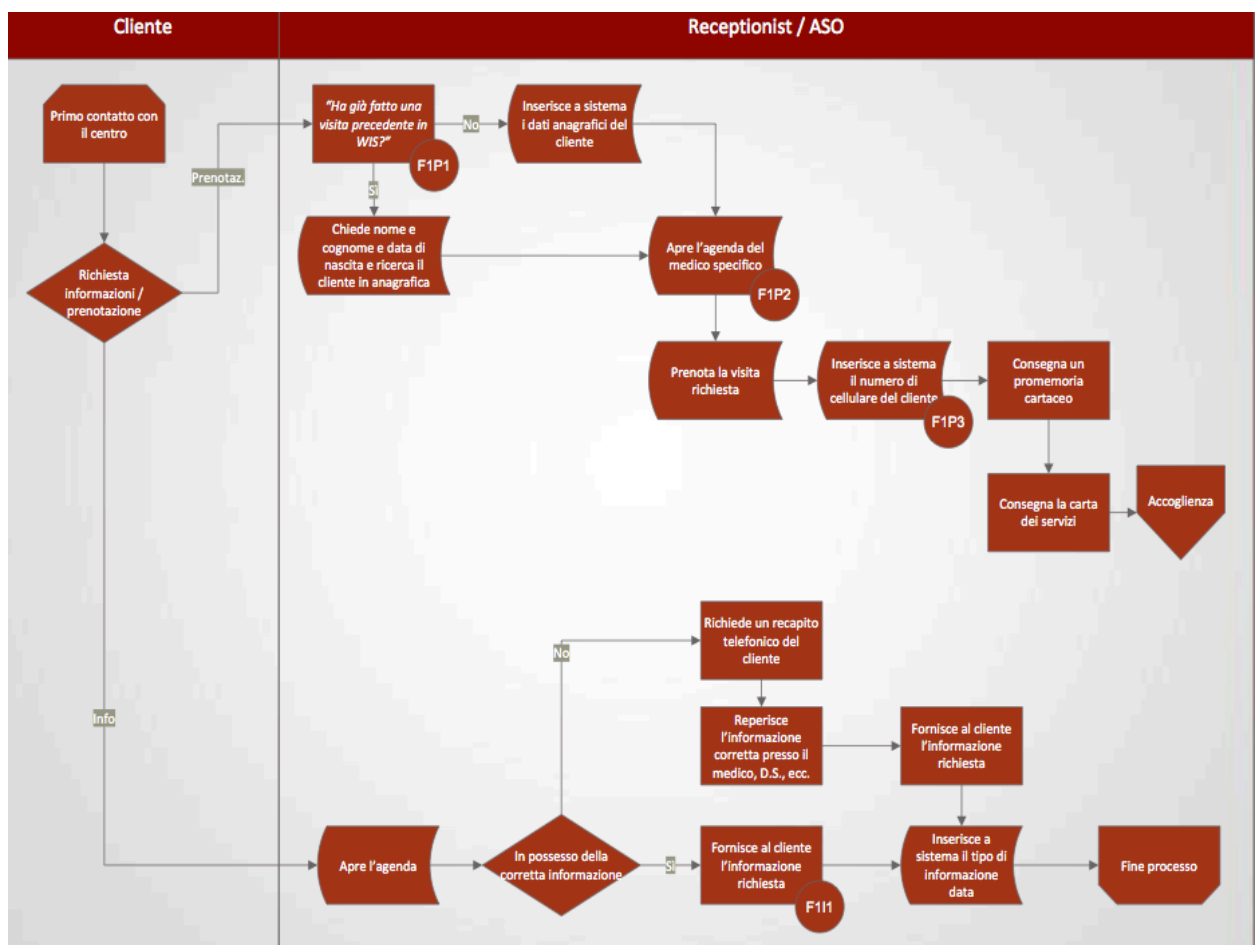 Cliente
Receptionist / ASO
Primo contatto con
il centro
Richiesta
informazioni /
prenotazione
Prenotaz.
"Ha già fatto una
visita precedente in
WIS?"
F1P1
No
Inserisce a sistema
i dati anagrafici del
cliente
Si
Chiede nome e
cognome e data di
nascita e ricerca il
cliente in anagrafica
Apre l'agenda del
medico specifico
F1P2
Prenota la visita
richiesta
Inserisce a sistema
il numero di
cellulare del cliente
F1P3
Consegna un
promemoria
cartaceo
Consegna la carta
dei servizi
Accoglienza
Info
Apre l'agenda
In possesso della
corretta informazione
No
Richiede un recapito
telefonico del
cliente
Reperisce
l'informazione
corretta presso il
medico, D.S., ecc.
Fornisce al cliente
l'informazione
richiesta
Si
Fornisce al cliente
l'informazione
richiesta
F1I1
Inserisce a
sistema il tipo di
informazione
data
Fine processo